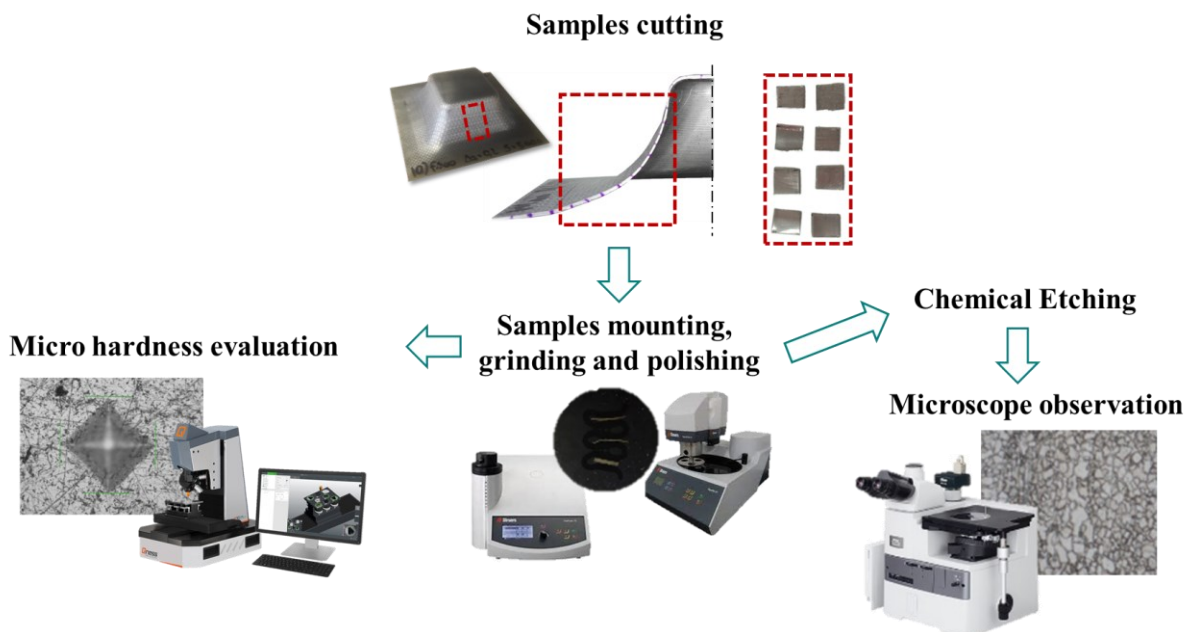 Samples cutting
Chemical Etching
Samples mounting,
grinding and polishing
Micro hardness evaluation
Microscope observation